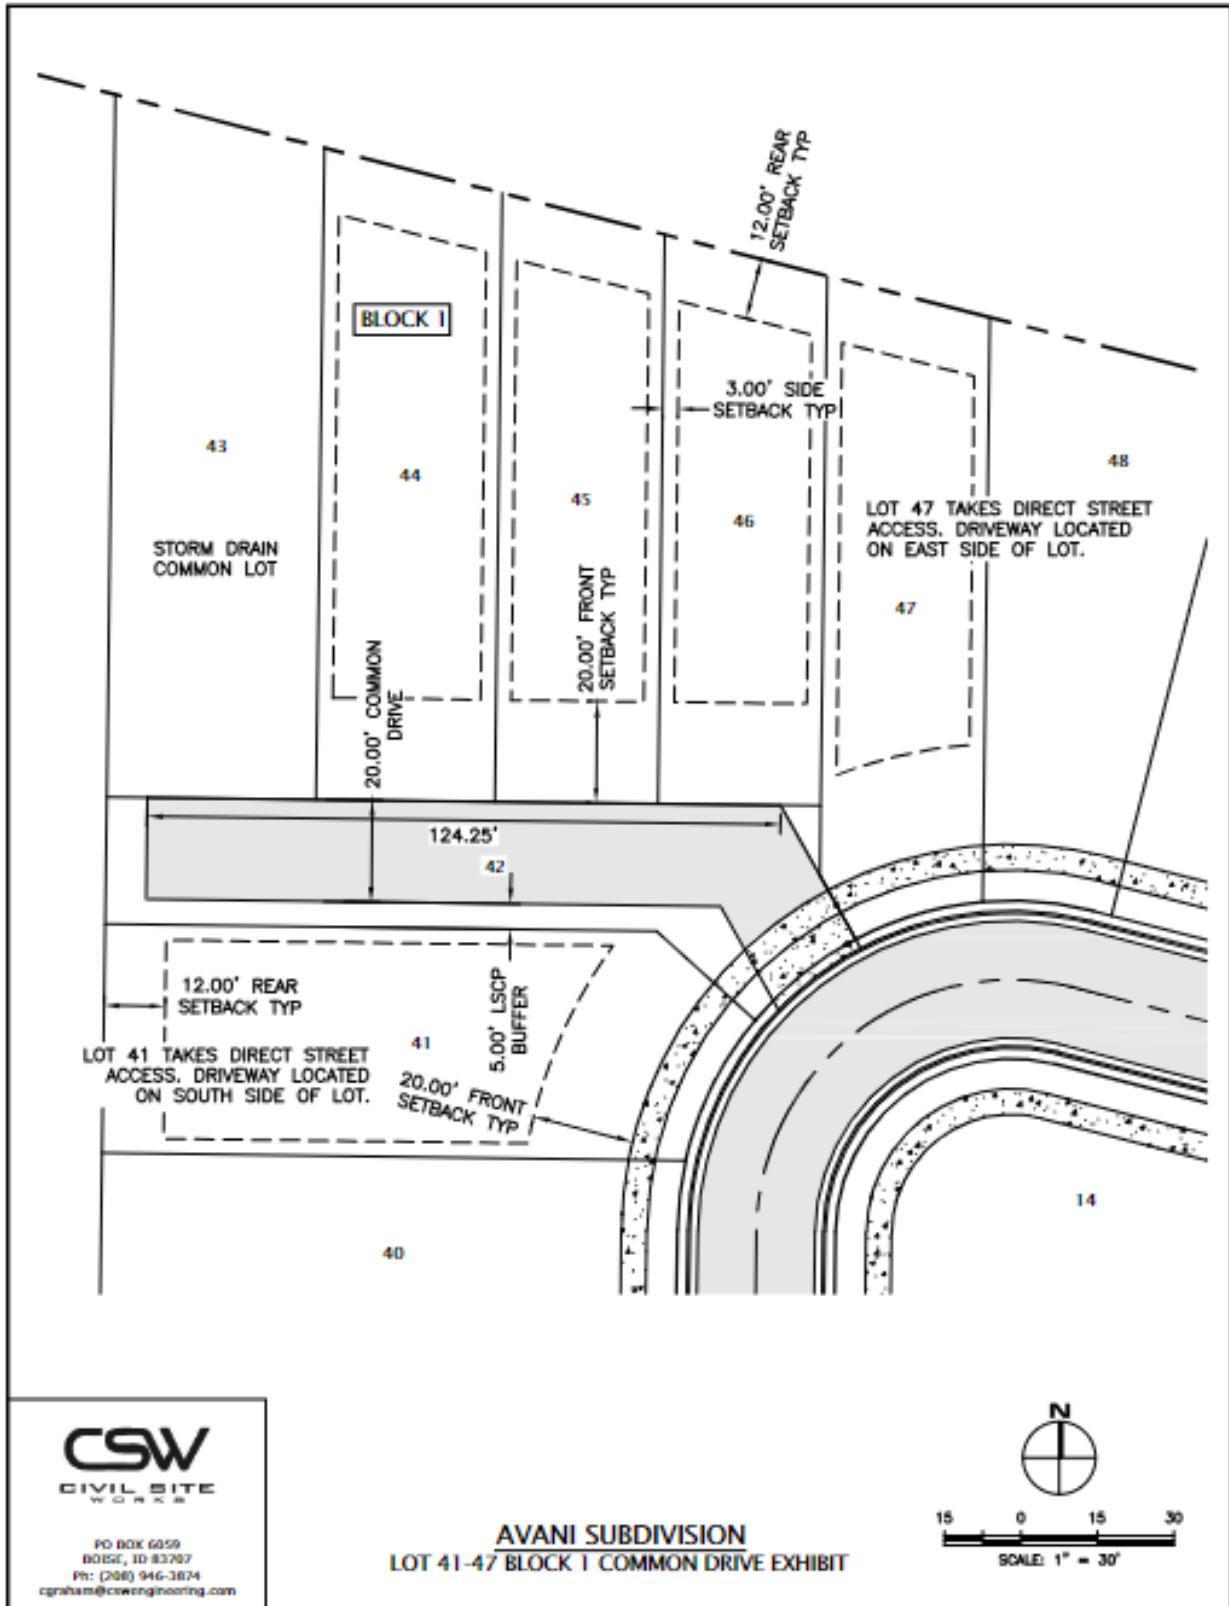 12.00' REAR
SETBACK TYP
BLOCK 1
3.00' SIDE
SETBACK TYP
43
44
45
46
48
LOT 47 TAKES DIRECT STREET
ACCESS. DRIVEWAY LOCATED
ON EAST SIDE OF LOT.
STORM DRAIN
COMMON LOT
47
20.00' FRONT
SETBACK TYP
20.00' COMMON
DRIVE
124.25'
42
12.00' REAR
SETBACK TYP
5.00' LSCP
BUFFER
41
LOT 41 TAKES DIRECT STREET
ACCESS. DRIVEWAY LOCATED
ON SOUTH SIDE OF LOT.
20.00' FRONT
SETBACK TYP
14
40
CSW
CIVIL SITE
WORKS
PO BOX 6059
BOISE, ID 83707
Ph: (208) 946-3874
cgraham@cswengineering.com
AVANI SUBDIVISION
LOT 41-47 BLOCK 1 COMMON DRIVE EXHIBIT
N
15 0 15 30
SCALE: 1" = 30'